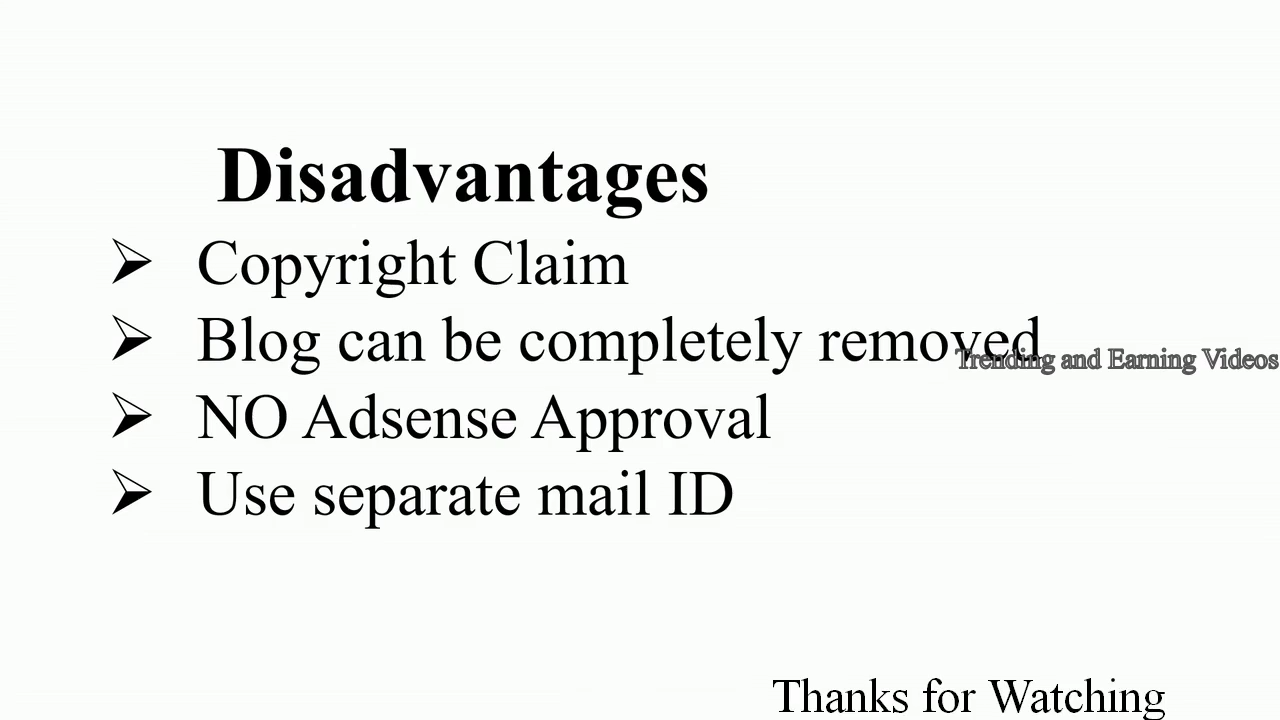 Disadvantages
➢ Copyright Claim
➢ Blog can be completely removed
Trending and Earning Videos
➢ NO Adsense Approval
➢ Use separate mail ID
Thanks for Watching